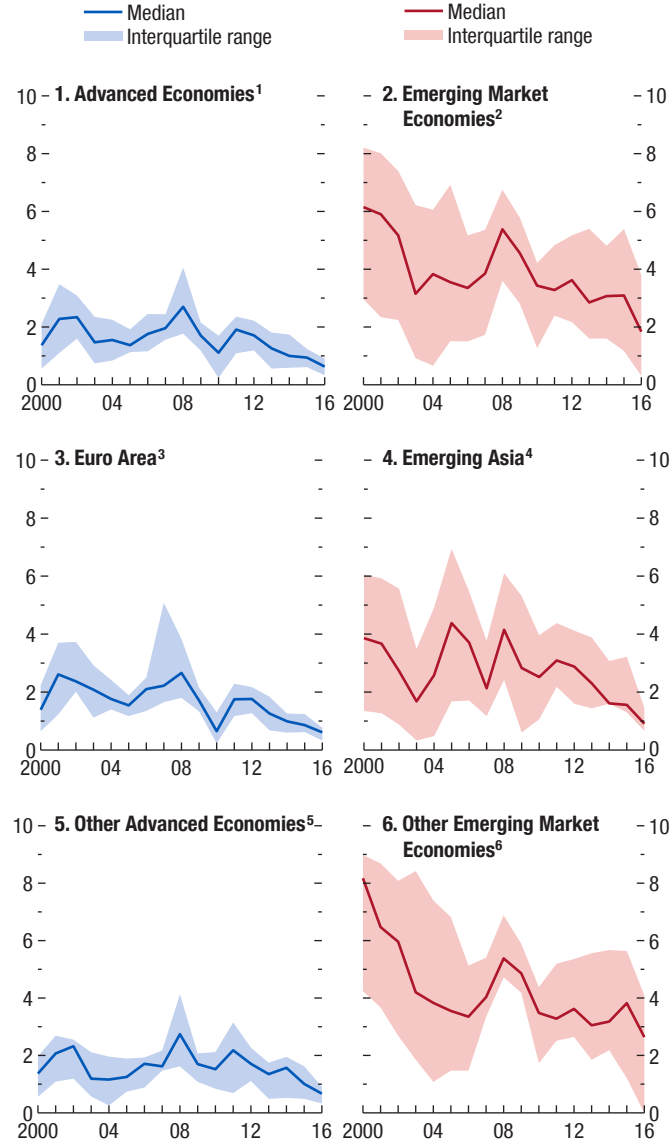 Median
Interquartile range
Median
Interquartile range
1. Advanced Economies¹
10
8
6
4
2
0
2000 04 08 12 16
2. Emerging Market
Economies²
10
8
6
4
2
0
2000 04 08 12 16
3. Euro Area³
10
8
6
4
2
0
2000 04 08 12 16
4. Emerging Asia⁴
10
8
6
4
2
0
2000 04 08 12 16
5. Other Advanced Economies⁵
10
8
6
4
2
0
2000 04 08 12 16
6. Other Emerging Market
Economies⁶
10
8
6
4
2
0
2000 04 08 12 16